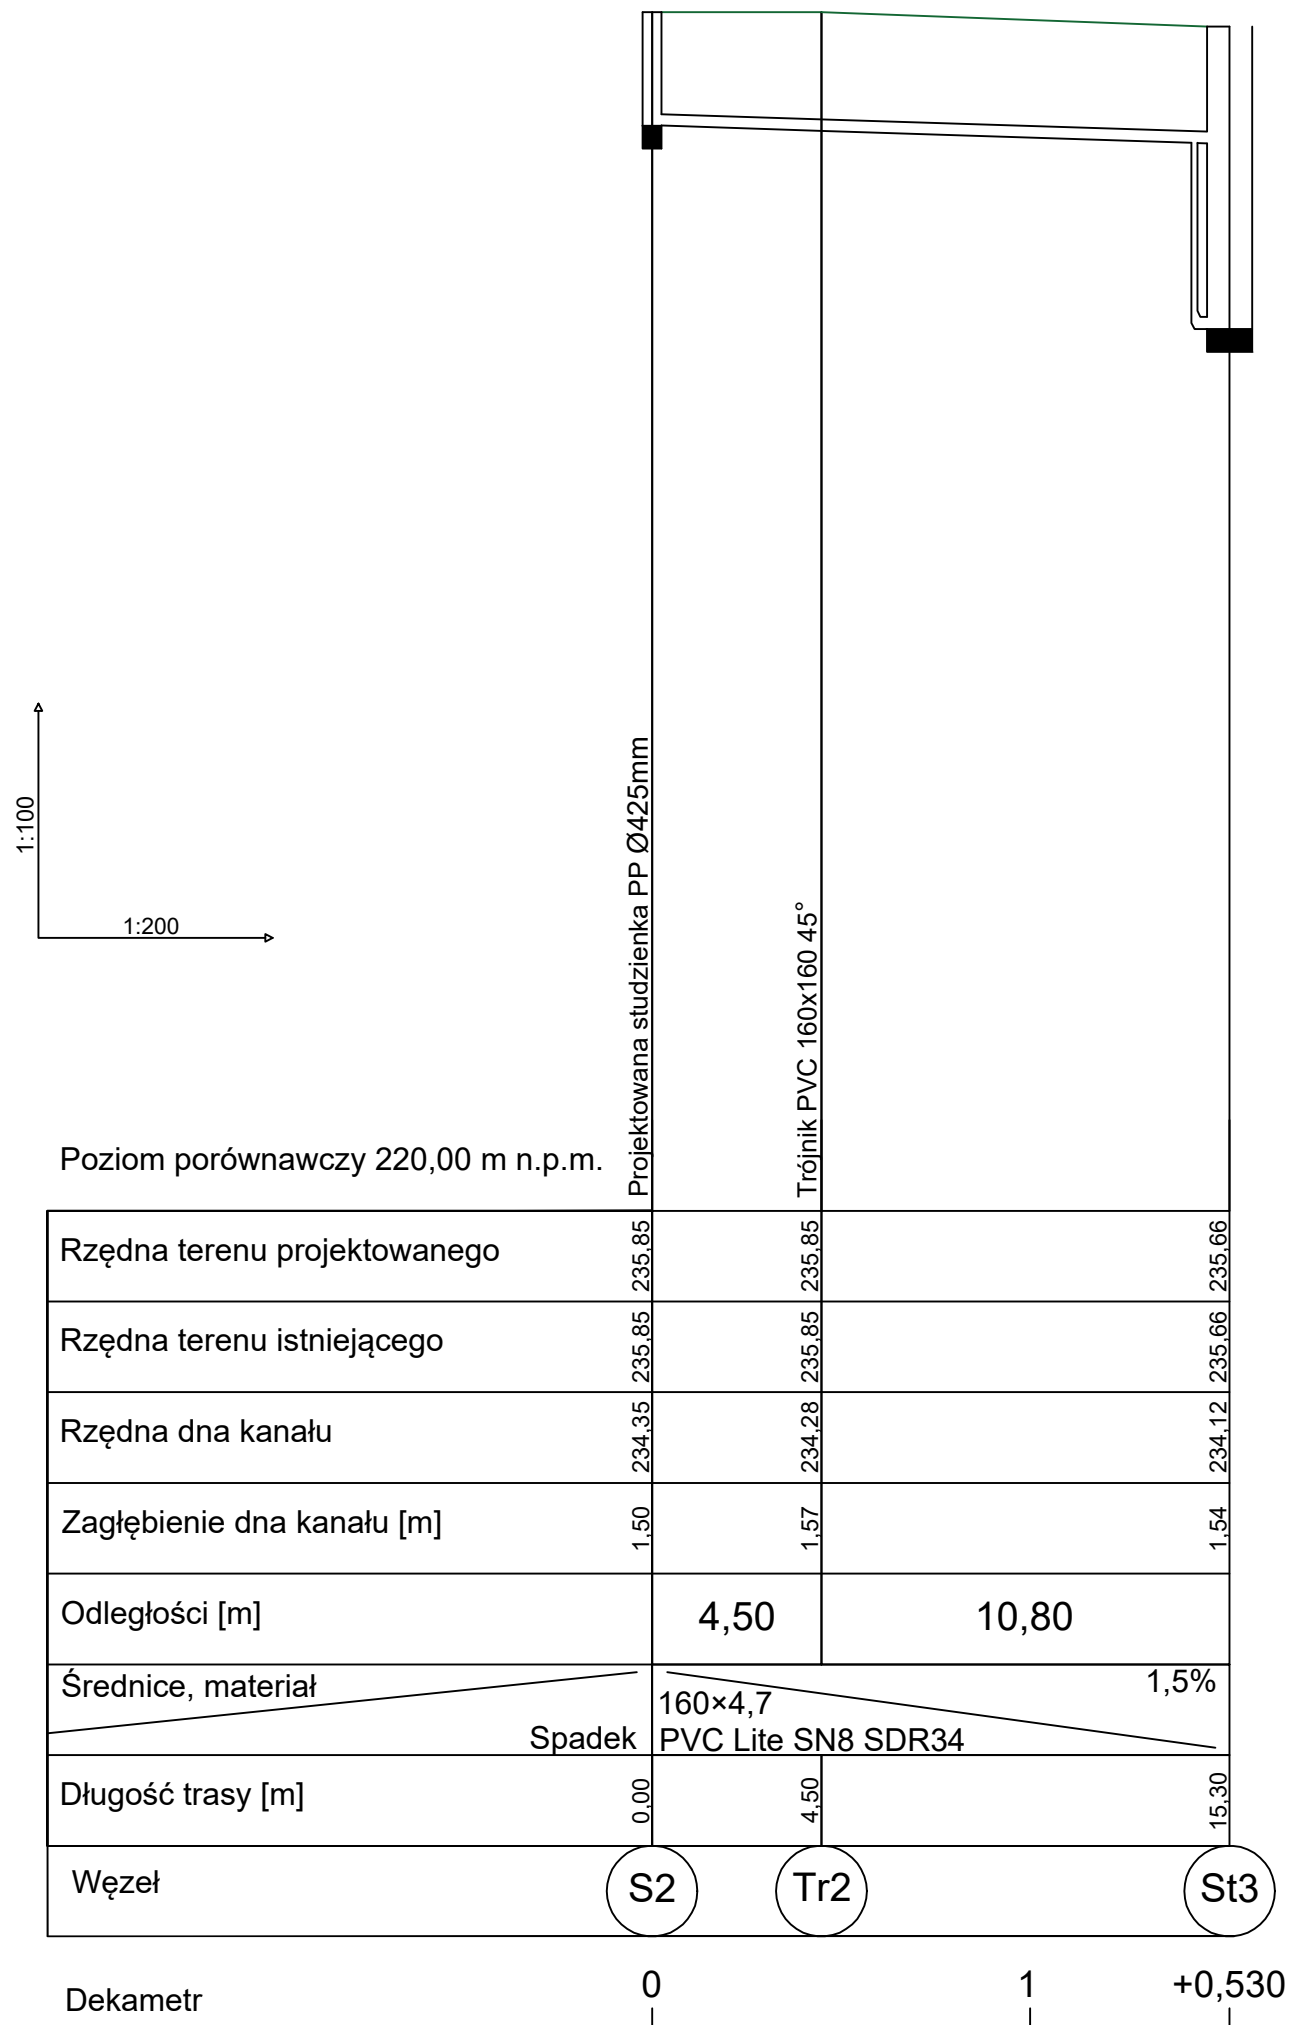 1:100
1:200
Projektowana studzienka PP Ø425mm
Trójnik PVC 160x160 45°
Poziom porównawczy 220,00 m n.p.m.
Rzędna terenu projektowanego 235,85 235,85 235,66
Rzędna terenu istniejącego 235,85 235,85 235,66
Rzędna dna kanału 234,35 234,28 234,12
Zagłębienie dna kanału [m] 1,50 1,57 1,54
Odległości [m] 4,50 10,80
Średnice, materiał 1,5%
160×4,7
Spadek PVC Lite SN8 SDR34
Długość trasy [m] 0,00 4,50 15,30
Węzeł S2 Tr2 St3
Dekametr 0 1 +0,530